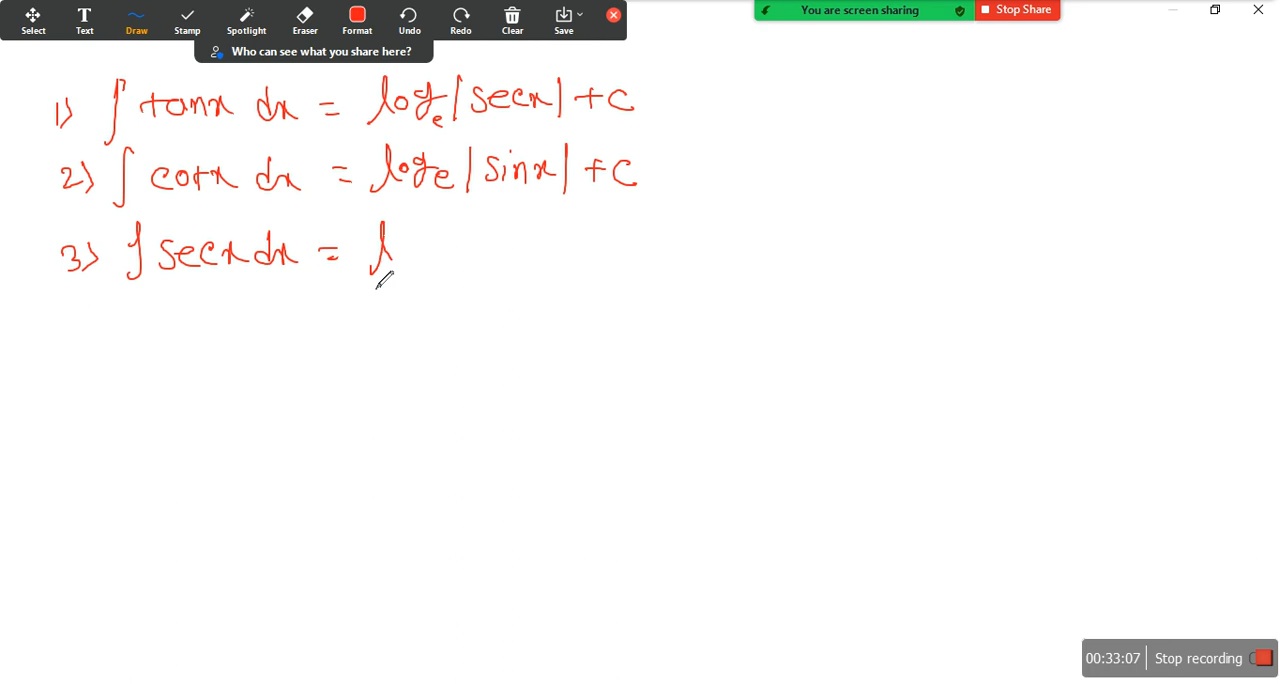 Select Text Draw Stamp Spotlight Eraser Format Undo Redo Clear Save
You are screen sharing Stop Share
Who can see what you share here?
1) ∫ tanx dx = logₑ|secx| + c
2) ∫ cotx dx = logₑ|sinx| + c
3) ∫ secx dx = l
00:33:07 Stop recording